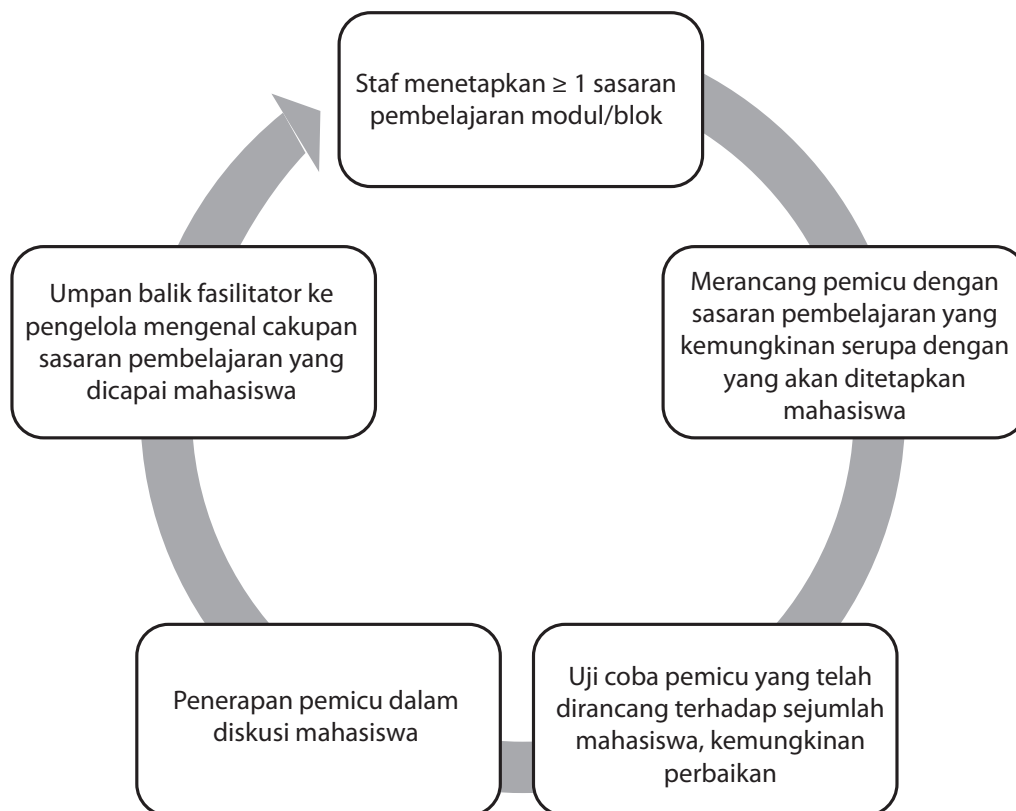 Staf menetapkan ≥ 1 sasaran
pembelajaran modul/blok
Merancang pemicu dengan
sasaran pembelajaran yang
kemungkinan serupa dengan
yang akan ditetapkan
mahasiswa
Uji coba pemicu yang telah
dirancang terhadap sejumlah
mahasiswa, kemungkinan
perbaikan
Penerapan pemicu dalam
diskusi mahasiswa
Umpan balik fasilitator ke
pengelola mengenal cakupan
sasaran pembelajaran yang
dicapai mahasiswa